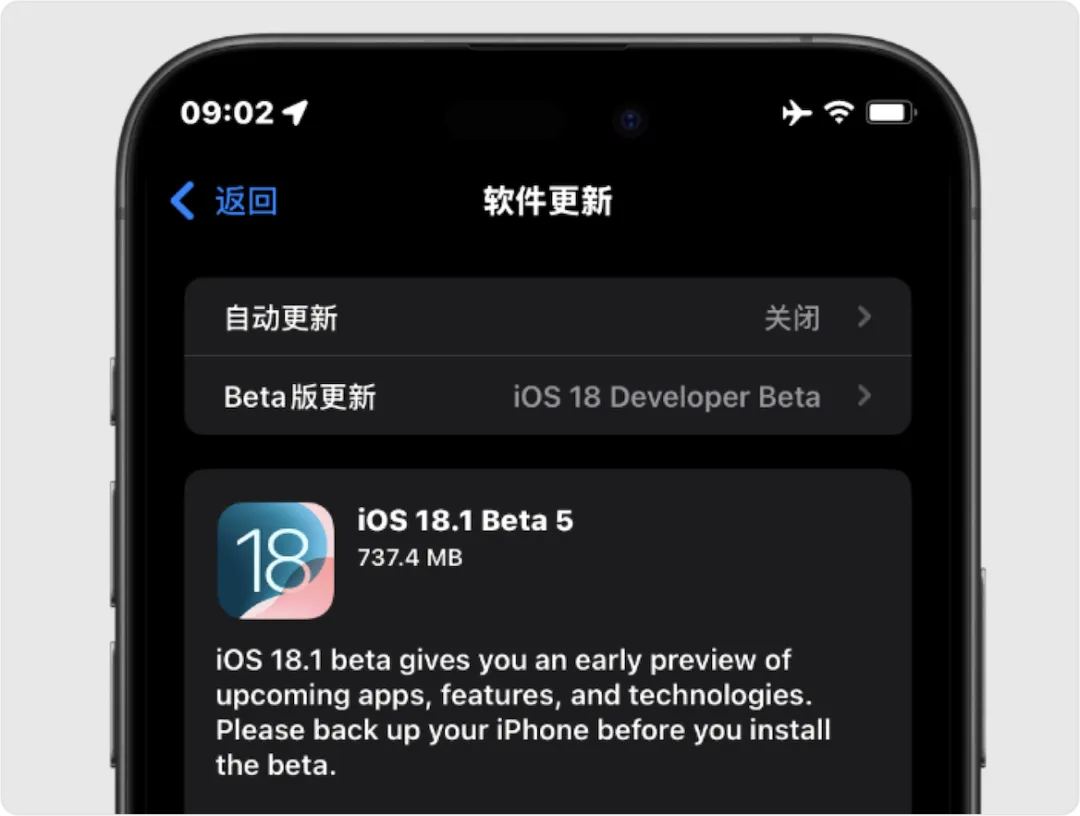 09:02
返回
软件更新
自动更新
关闭
Beta版更新
iOS 18 Developer Beta
18
iOS 18.1 Beta 5
737.4 MB
iOS 18.1 beta gives you an early preview of
upcoming apps, features, and technologies.
Please back up your iPhone before you install
the beta.